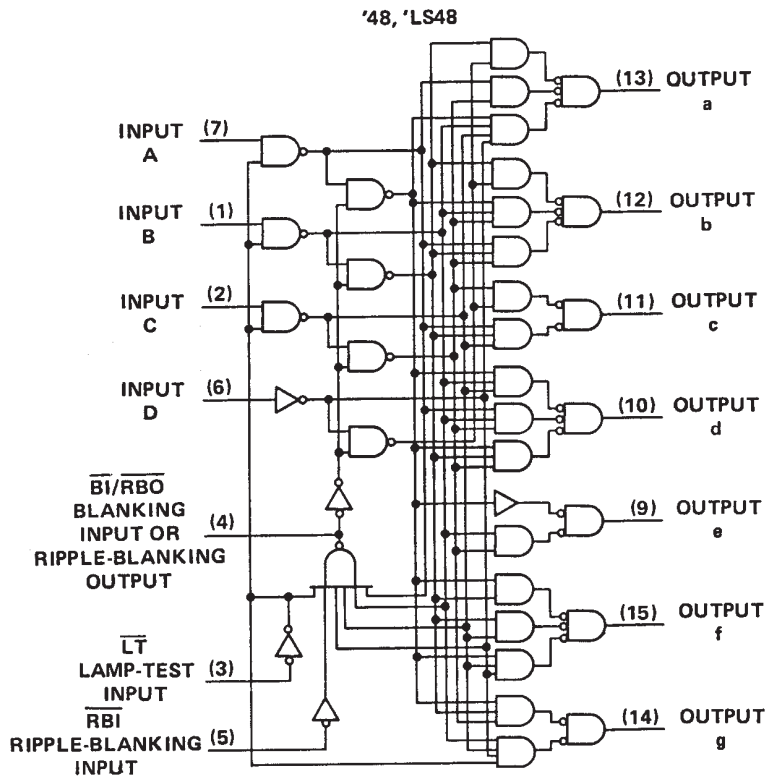 '48, 'LS48
INPUT A (7)
INPUT B (1)
INPUT C (2)
INPUT D (6)
BI/RBO
BLANKING
INPUT OR (4)
RIPPLE-BLANKING
OUTPUT
LT
LAMP-TEST (3)
INPUT
RBI
RIPPLE-BLANKING (5)
INPUT
(13) OUTPUT a
(12) OUTPUT b
(11) OUTPUT c
(10) OUTPUT d
(9) OUTPUT e
(15) OUTPUT f
(14) OUTPUT g